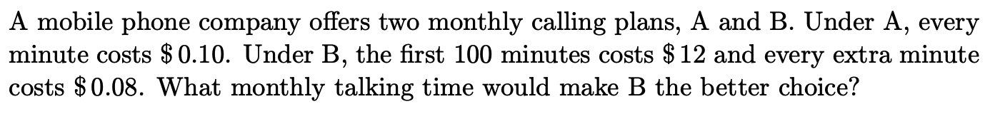 A mobile phone company offers two monthly calling plans, A and B. Under A, every
minute costs $0.10. Under B, the first 100 minutes costs $12 and every extra minute
costs $0.08. What monthly talking time would make B the better choice?